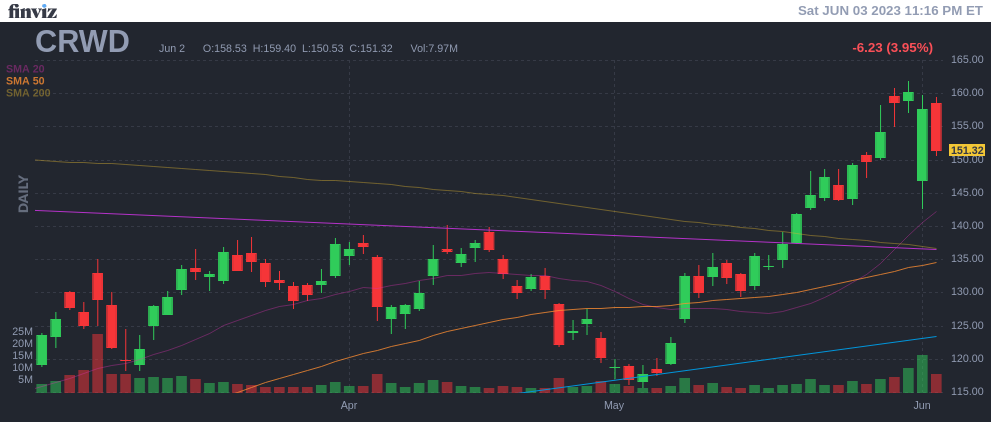 finviz
Sat JUN 03 2023 11:16 PM ET
CRWD
Jun 2 O:158.53 H:159.40 L:150.53 C:151.32 Vol:7.97M
-6.23 (3.95%)
SMA 20
SMA 50
SMA 200
DAILY
165.00
160.00
155.00
151.32
150.00
145.00
140.00
135.00
130.00
125.00
120.00
115.00
25M
20M
15M
10M
5M
Apr May Jun